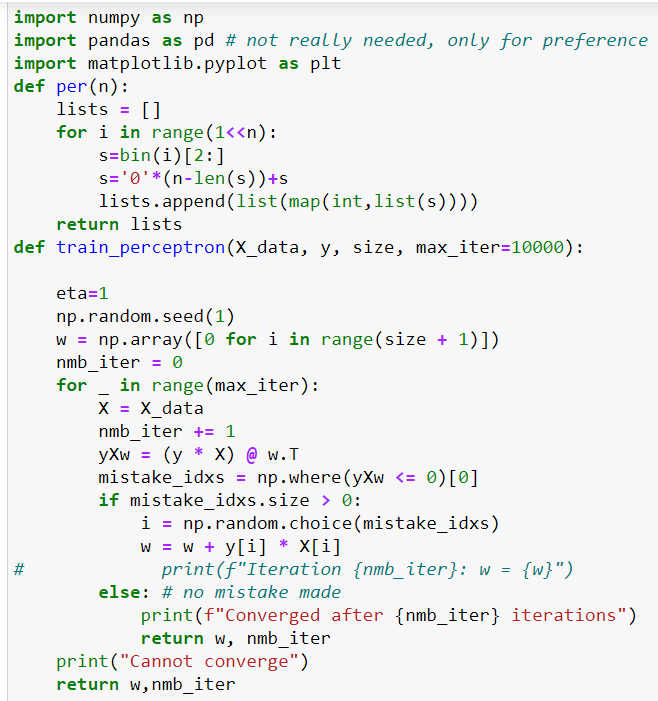 import numpy as np
import pandas as pd # not really needed, only for preference
import matplotlib.pyplot as plt
def per(n):
    lists = []
    for i in range(1<<n):
        s=bin(i)[2:]
        s='0'*(n-len(s))+s
        lists.append(list(map(int,list(s))))
    return lists
def train_perceptron(X_data, y, size, max_iter=10000):
    eta=1
    np.random.seed(1)
    w = np.array([0 for i in range(size + 1)])
    nmb_iter = 0
    for _ in range(max_iter):
        X = X_data
        nmb_iter += 1
        yXw = (y * X) @ w.T
        mistake_idxs = np.where(yXw <= 0)[0]
        if mistake_idxs.size > 0:
            i = np.random.choice(mistake_idxs)
            w = w + y[i] * X[i]
#             print(f"Iteration {nmb_iter}: w = {w}")
        else: # no mistake made
            print(f"Converged after {nmb_iter} iterations")
            return w, nmb_iter
    print("Cannot converge")
    return w,nmb_iter